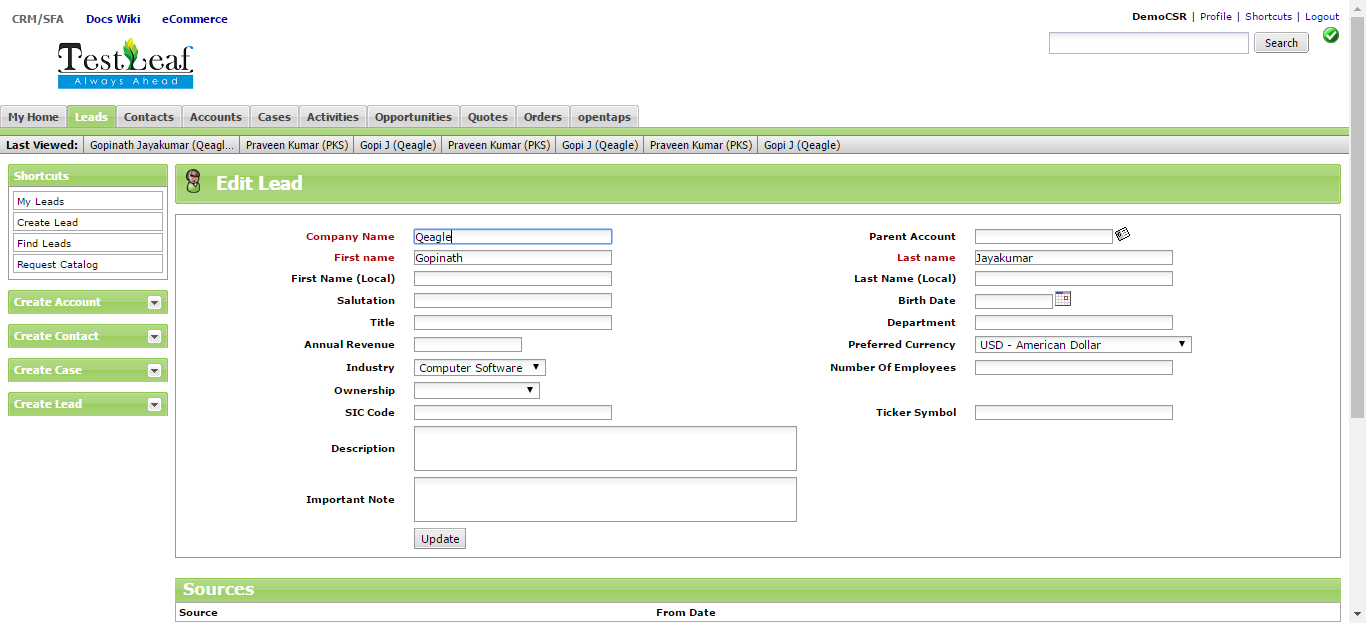 CRM/SFA Docs Wiki eCommerce
DemoCSR | Profile | Shortcuts | Logout
TestLeaf
Always Ahead
Search
My Home Leads Contacts Accounts Cases Activities Opportunities Quotes Orders opentaps
Last Viewed: Gopinath Jayakumar (Qeagl... Praveen Kumar (PKS) Gopi J (Qeagle) Praveen Kumar (PKS) Gopi J (Qeagle) Praveen Kumar (PKS) Gopi J (Qeagle)
Shortcuts
My Leads
Create Lead
Find Leads
Request Catalog
Create Account
Create Contact
Create Case
Create Lead
Edit Lead
Company Name Qeagle Parent Account
First name Gopinath Last name Jayakumar
First Name (Local) Last Name (Local)
Salutation Birth Date
Title Department
Annual Revenue Preferred Currency USD - American Dollar
Industry Computer Software Number Of Employees
Ownership
SIC Code Ticker Symbol
Description
Important Note
Update
Sources
Source From Date